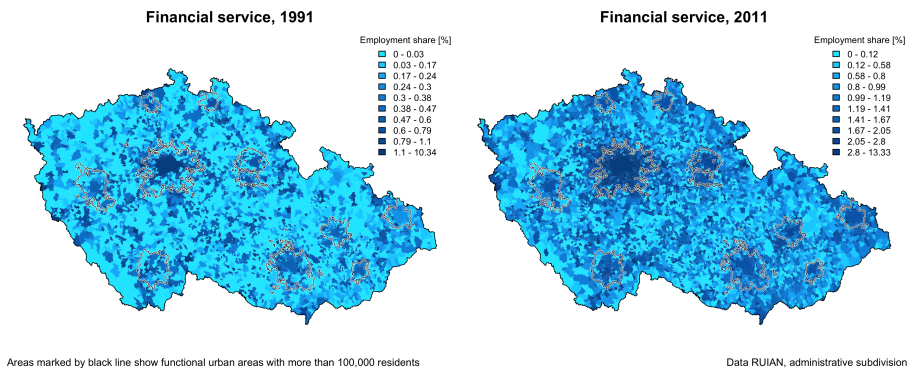 Financial service, 1991
Employment share [%]
0 - 0.03
0.03 - 0.17
0.17 - 0.24
0.24 - 0.3
0.3 - 0.38
0.38 - 0.47
0.47 - 0.6
0.6 - 0.79
0.79 - 1.1
1.1 - 10.34
Financial service, 2011
Employment share [%]
0 - 0.12
0.12 - 0.58
0.58 - 0.8
0.8 - 0.99
0.99 - 1.19
1.19 - 1.41
1.41 - 1.67
1.67 - 2.05
2.05 - 2.8
2.8 - 13.33
Areas marked by black line show functional urban areas with more than 100,000 residents
Data RUIAN, administrative subdivision